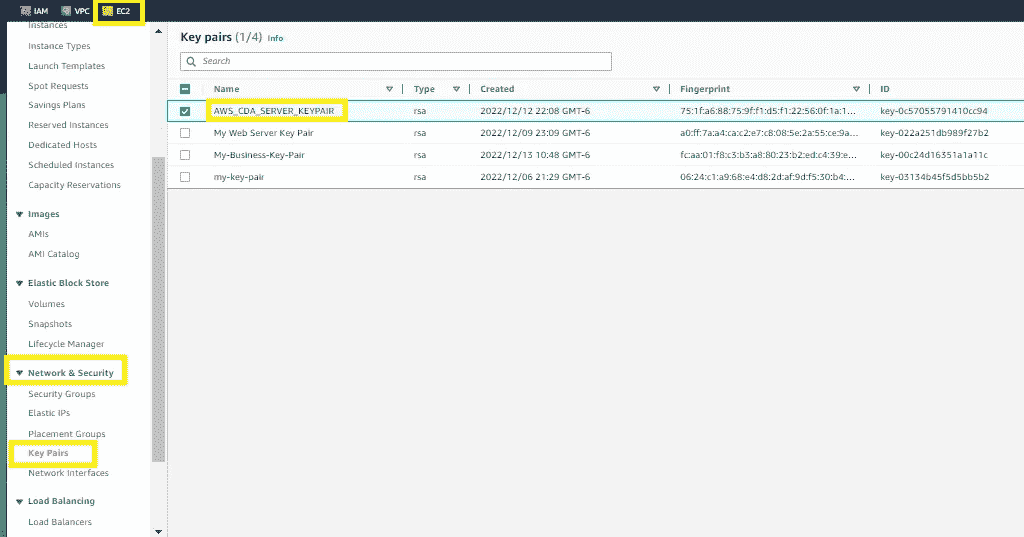 IAM VPC EC2
Instances
Instance Types
Launch Templates
Spot Requests
Savings Plans
Reserved Instances
Dedicated Hosts
Scheduled Instances
Capacity Reservations
Images
AMIs
AMI Catalog
Elastic Block Store
Volumes
Snapshots
Lifecycle Manager
Network & Security
Security Groups
Elastic IPs
Placement Groups
Key Pairs
Network Interfaces
Load Balancing
Load Balancers
Key pairs (1/4) Info
Search
Name Type Created Fingerprint ID
AWS_CDA_SERVER_KEYPAIR rsa 2022/12/12 22:08 GMT-6 75:1f:a6:88:75:9f:f1:d5:f1:22:56:0f:1a:1... key-0c57055791410cc94
My Web Server Key Pair rsa 2022/12/09 23:09 GMT-6 a0:ff:7a:a4:ca:c2:e7:c8:08:5e:2a:55:ce:9a... key-022a251db989f27b2
My-Business-Key-Pair rsa 2022/12/13 10:48 GMT-6 fc:aa:01:f8:c3:b3:a8:80:23:b2:ed:c4:39:e... key-00c24d16351a1a11c
my-key-pair rsa 2022/12/06 21:29 GMT-6 06:24:c1:a9:68:e4:d8:2d:af:9d:f5:30:b4:... key-03134b45f5d5bb5b2